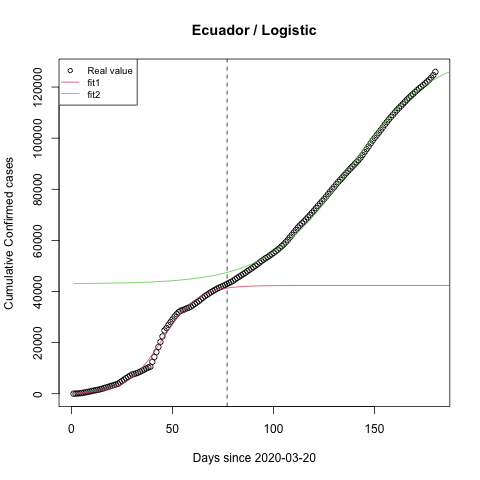 Ecuador / Logistic
Real value
fit1
fit2
Cumulative Confirmed cases
120000
100000
80000
60000
40000
20000
0
0 50 100 150
Days since 2020-03-20